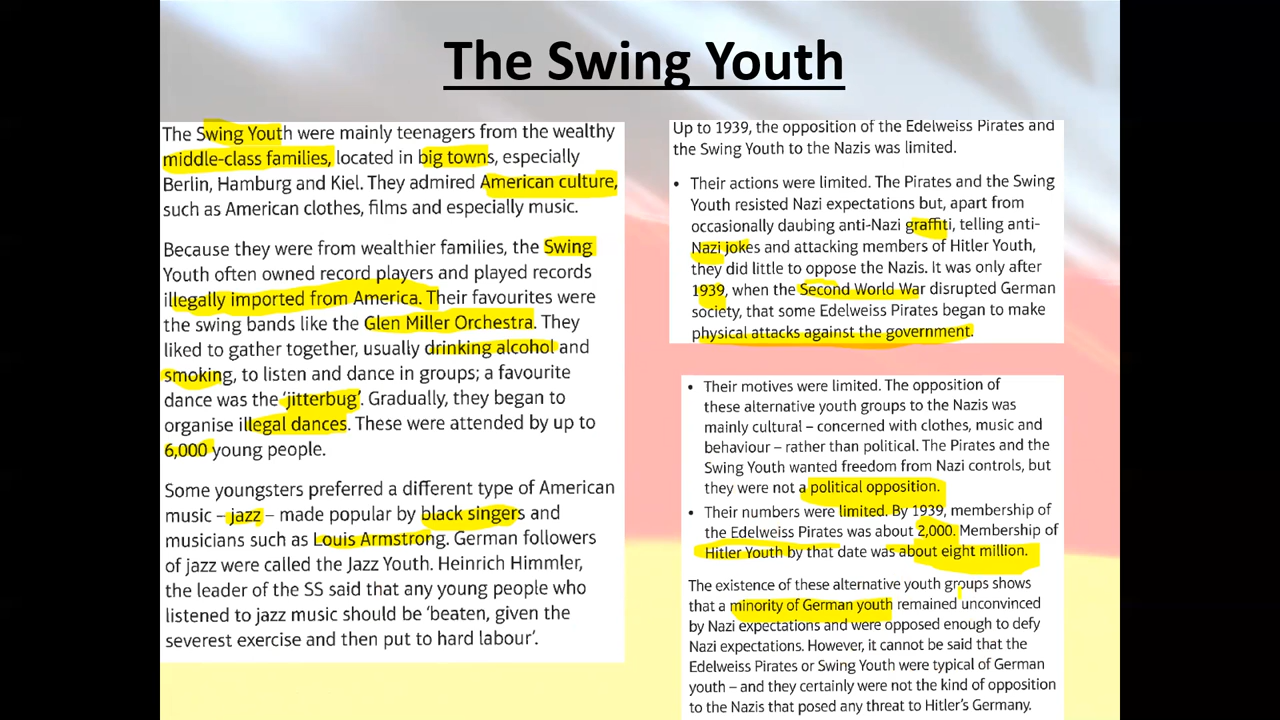 The Swing Youth
The Swing Youth were mainly teenagers from the wealthy
middle-class families, located in big towns, especially
Berlin, Hamburg and Kiel. They admired American culture,
such as American clothes, films and especially music.
Because they were from wealthier families, the Swing
Youth often owned record players and played records
illegally imported from America. Their favourites were
the swing bands like the Glen Miller Orchestra. They
liked to gather together, usually drinking alcohol and
smoking, to listen and dance in groups; a favourite
dance was the ‘jitterbug’. Gradually, they began to
organise illegal dances. These were attended by up to
6,000 young people.
Some youngsters preferred a different type of American
music – jazz – made popular by black singers and
musicians such as Louis Armstrong. German followers
of jazz were called the Jazz Youth. Heinrich Himmler,
the leader of the SS said that any young people who
listened to jazz music should be ‘beaten, given the
severest exercise and then put to hard labour’.
Up to 1939, the opposition of the Edelweiss Pirates and
the Swing Youth to the Nazis was limited.
• Their actions were limited. The Pirates and the Swing
Youth resisted Nazi expectations but, apart from
occasionally daubing anti-Nazi graffiti, telling anti-
Nazi jokes and attacking members of Hitler Youth,
they did little to oppose the Nazis. It was only after
1939, when the Second World War disrupted German
society, that some Edelweiss Pirates began to make
physical attacks against the government.
• Their motives were limited. The opposition of
these alternative youth groups to the Nazis was
mainly cultural – concerned with clothes, music and
behaviour – rather than political. The Pirates and the
Swing Youth wanted freedom from Nazi controls, but
they were not a political opposition.
• Their numbers were limited. By 1939, membership of
the Edelweiss Pirates was about 2,000. Membership of
Hitler Youth by that date was about eight million.
The existence of these alternative youth groups shows
that a minority of German youth remained unconvinced
by Nazi expectations and were opposed enough to defy
Nazi expectations. However, it cannot be said that the
Edelweiss Pirates or Swing Youth were typical of German
youth – and they certainly were not the kind of opposition
to the Nazis that posed any threat to Hitler’s Germany.